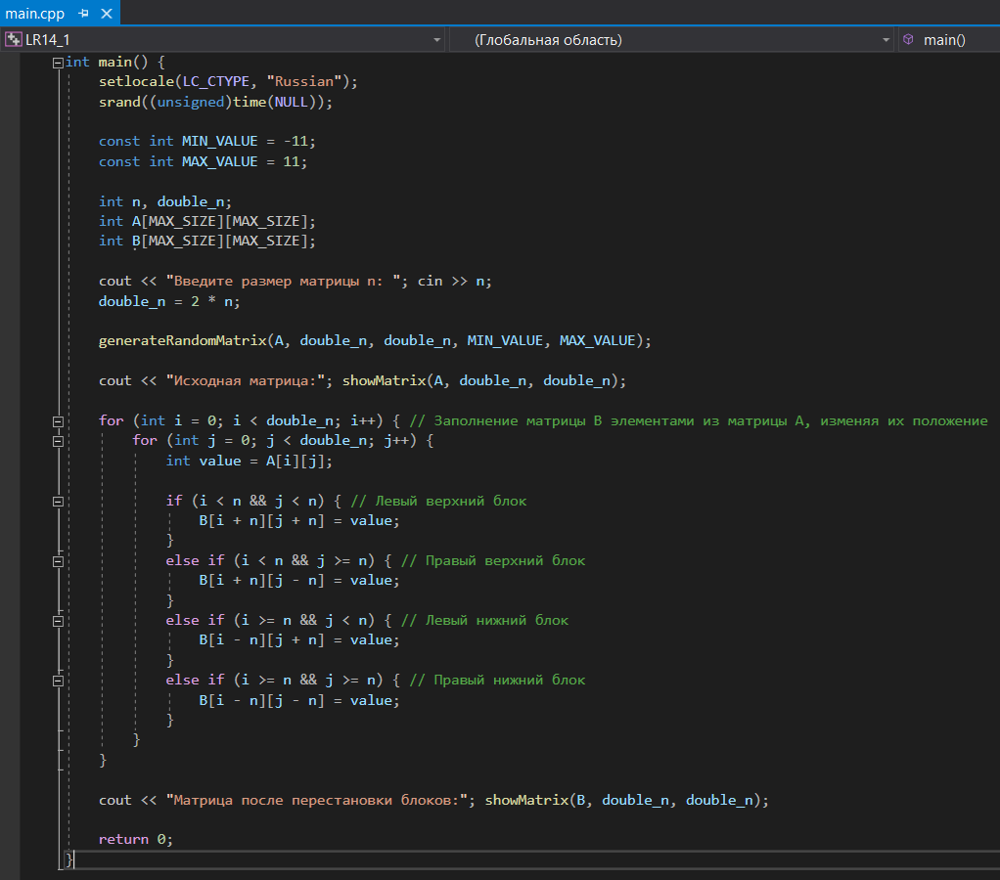 main.cpp
LR14_1 (Глобальная область) main()
int main() {
setlocale(LC_CTYPE, "Russian");
srand((unsigned)time(NULL));
const int MIN_VALUE = -11;
const int MAX_VALUE = 11;
int n, double_n;
int A[MAX_SIZE][MAX_SIZE];
int B[MAX_SIZE][MAX_SIZE];
cout << "Введите размер матрицы n: "; cin >> n;
double_n = 2 * n;
generateRandomMatrix(A, double_n, double_n, MIN_VALUE, MAX_VALUE);
cout << "Исходная матрица:"; showMatrix(A, double_n, double_n);
for (int i = 0; i < double_n; i++) { // Заполнение матрицы B элементами из матрицы A, изменяя их положение
for (int j = 0; j < double_n; j++) {
int value = A[i][j];
if (i < n && j < n) { // Левый верхний блок
B[i + n][j + n] = value;
}
else if (i < n && j >= n) { // Правый верхний блок
B[i + n][j - n] = value;
}
else if (i >= n && j < n) { // Левый нижний блок
B[i - n][j + n] = value;
}
else if (i >= n && j >= n) { // Правый нижний блок
B[i - n][j - n] = value;
}
}
}
cout << "Матрица после перестановки блоков:"; showMatrix(B, double_n, double_n);
return 0;
}